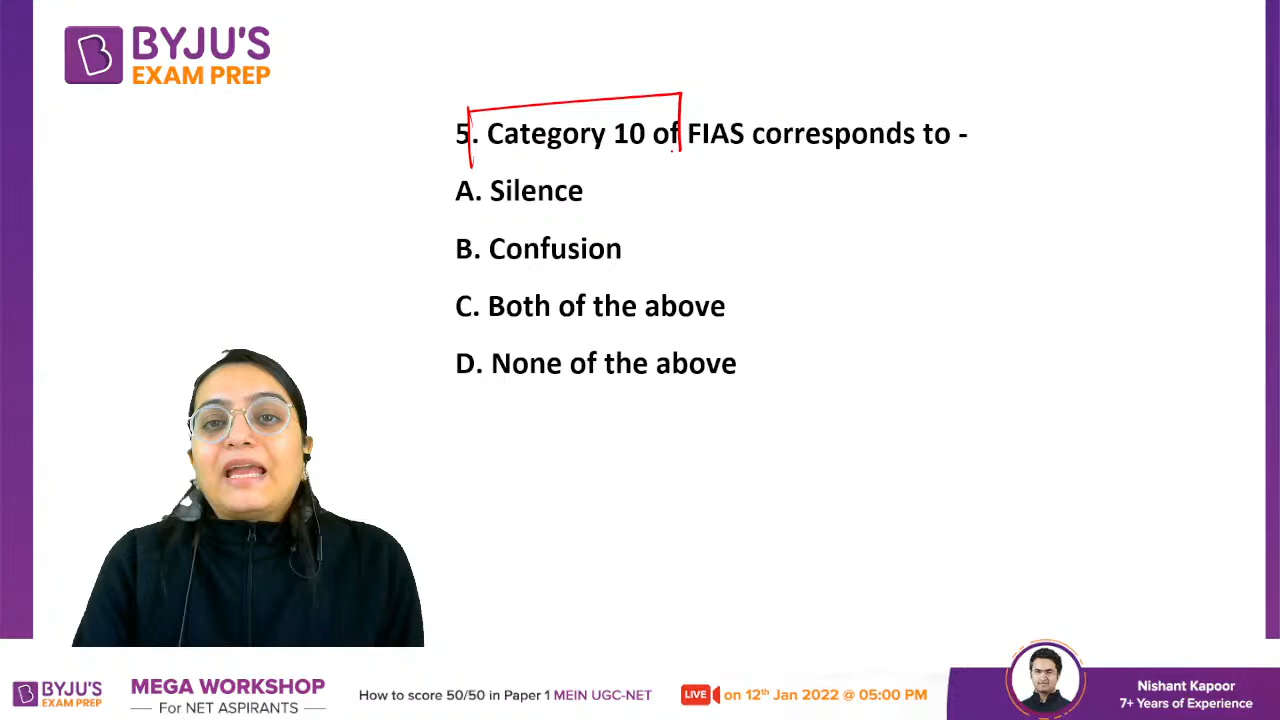 BYJU'S
EXAM PREP
5. Category 10 of FIAS corresponds to -
A. Silence
B. Confusion
C. Both of the above
D. None of the above
BYJU'S
EXAM PREP
MEGA WORKSHOP
For NET ASPIRANTS
How to score 50/50 in Paper 1 MEIN UGC-NET
LIVE on 12th Jan 2022 @ 05:00 PM
Nishant Kapoor
7+ Years of Experience